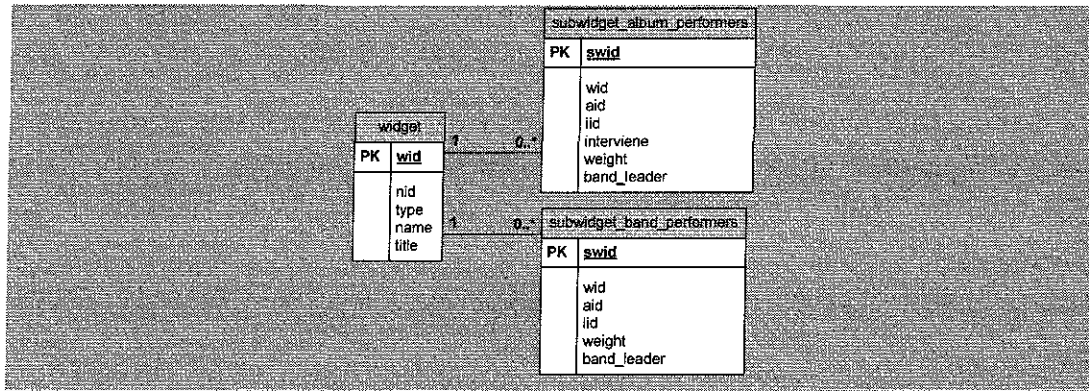 subwidget_album_performers
PK swid
wid
aid
iid
interviene
weight
band_leader
widget
PK wid
nid
type
name
title
1 0..*
1 0..*
subwidget_band_performers
PK swid
wid
aid
iid
weight
band_leader